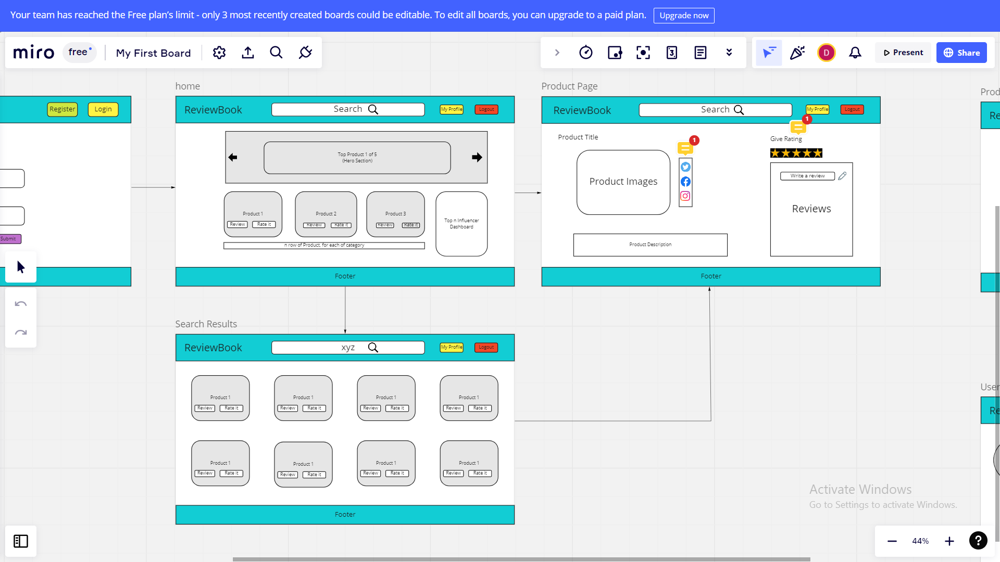 Your team has reached the Free plan’s limit - only 3 most recently created boards could be editable. To edit all boards, you can upgrade to a paid plan. Upgrade now
miro free My First Board
3
D
Present
Share
Register Login
Submit
home
ReviewBook Search My Profile Logout
Top Product 1 of 5
(Hero Section)
Product 1
Review Rate it
Product 2
Review Rate it
Product 3
Review Rate it
Top n Influencer
Dashboard
n row of Product, for each of category
Footer
Product Page
ReviewBook Search My Profile Logout
1
Product Title
1
Give Rating
Product Images
Write a review
Reviews
Product Description
Footer
Prod
Re
Search Results
ReviewBook xyz My Profile Logout
Product 1
Review Rate it
Product 1
Review Rate it
Product 1
Review Rate it
Product 1
Review Rate it
Product 1
Review Rate it
Product 1
Review Rate it
Product 1
Review Rate it
Product 1
Review Rate it
Footer
User
Re
Activate Windows
Go to Settings to activate Windows.
44%
?